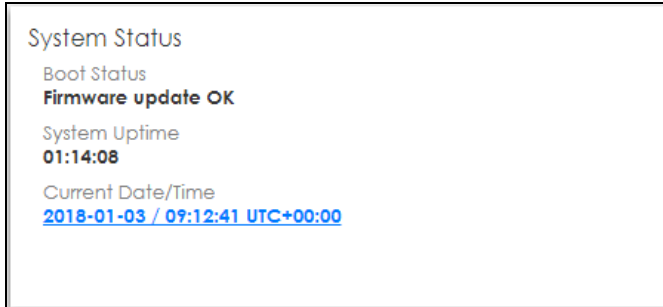 System Status
Boot Status
Firmware update OK
System Uptime
01:14:08
Current Date/Time
2018-01-03 / 09:12:41 UTC+00:00